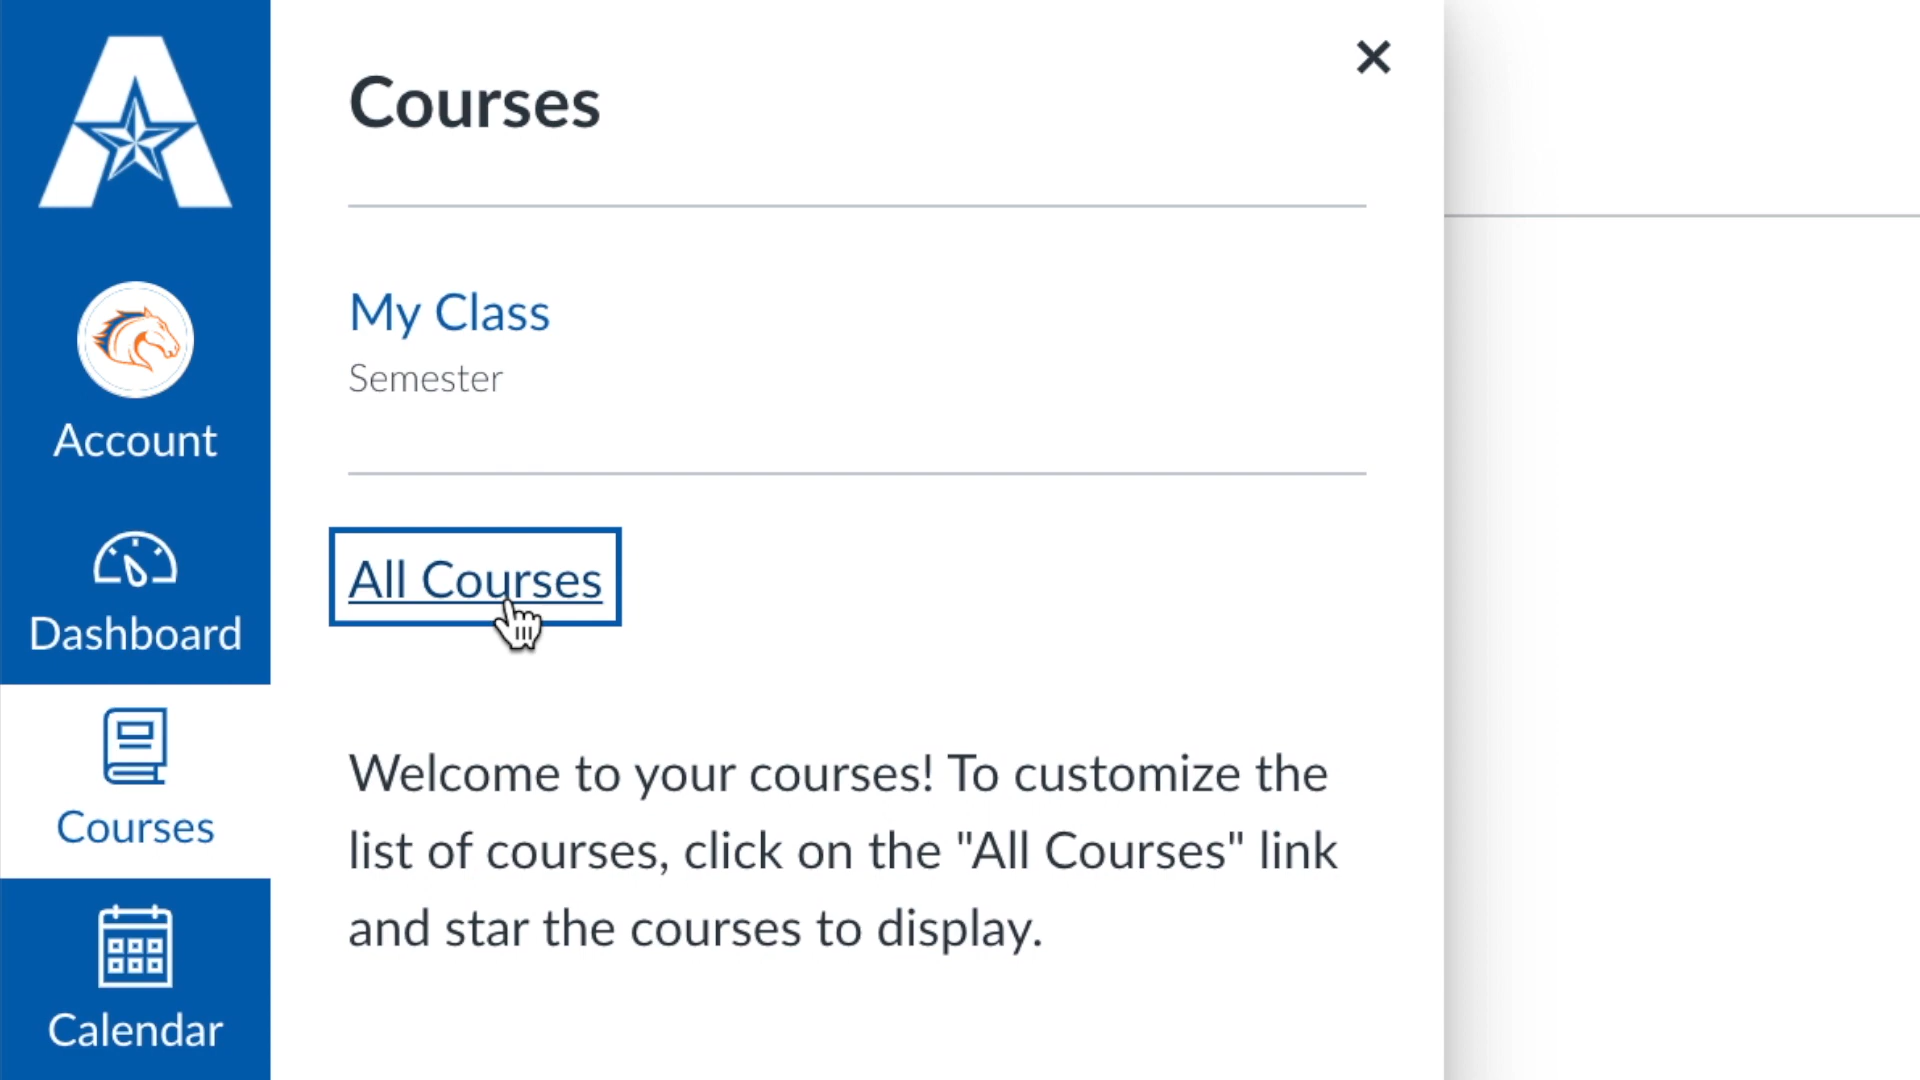 Account
Dashboard
Courses
Calendar
Courses
My Class
Semester
All Courses
Welcome to your courses! To customize the
list of courses, click on the "All Courses" link
and star the courses to display.